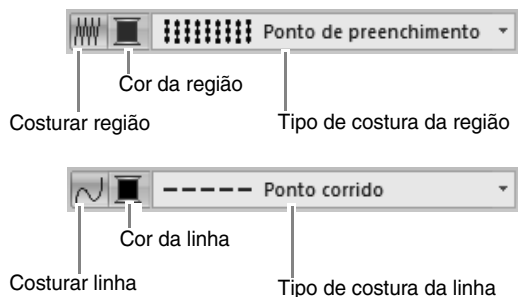 Ponto de preenchimento
Cor da região
Costurar região
Tipo de costura da região
Ponto corrido
Cor da linha
Costurar linha
Tipo de costura da linha